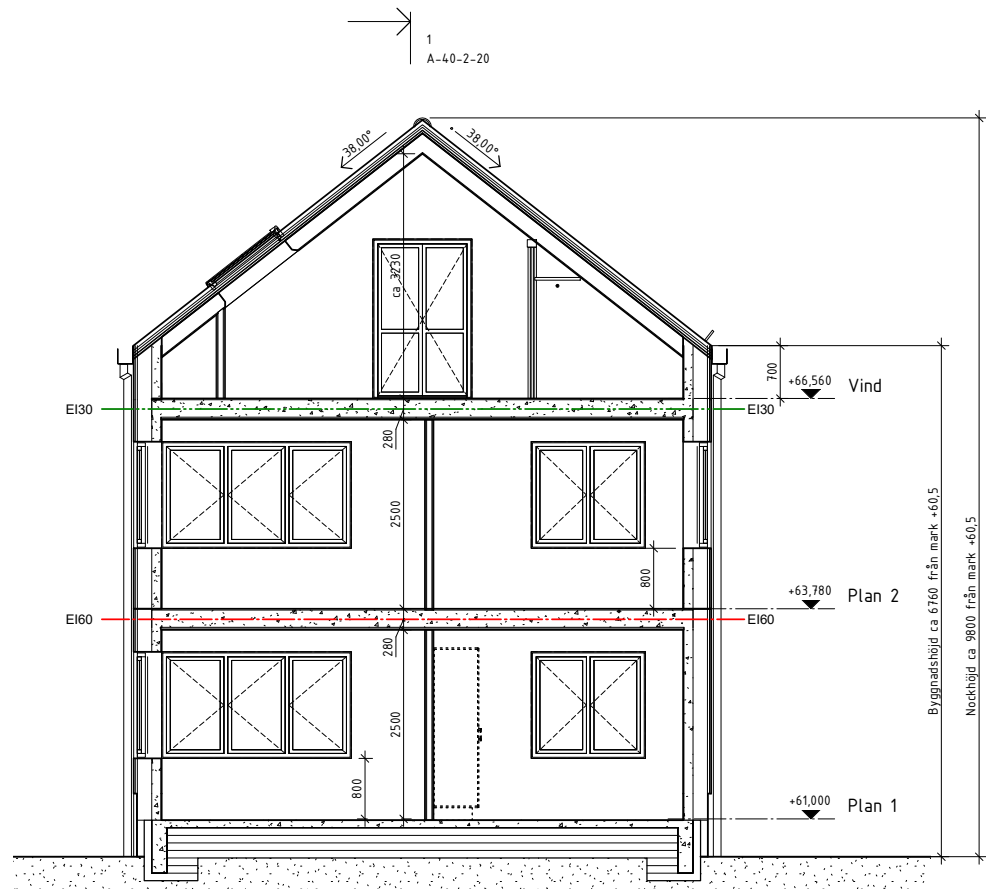 1
A-40-2-20
38,00°
38,00°
ca 3230
700
+66,560
Vind
EI30
EI30
280
2500
800
+63,780
Plan 2
EI60
EI60
280
2500
800
+61,000
Plan 1
Byggnadshöjd ca 6760 från mark +60,5
Nockhöjd ca 9800 från mark +60,5